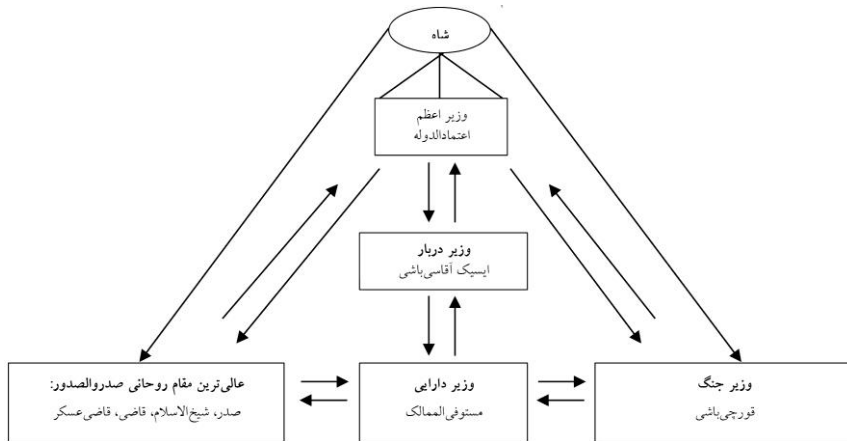 شاه
وزیر اعظم
اعتمادالدوله
وزیر دربار
ایسیک آقاسی‌باشی
وزیر جنگ
قورچی‌باشی
وزیر دارایی
مستوفی‌الممالک
عالی‌ترین مقام روحانی صدروالصدور:
صدر، شیخ‌الاسلام، قاضی، قاضی‌عسکر